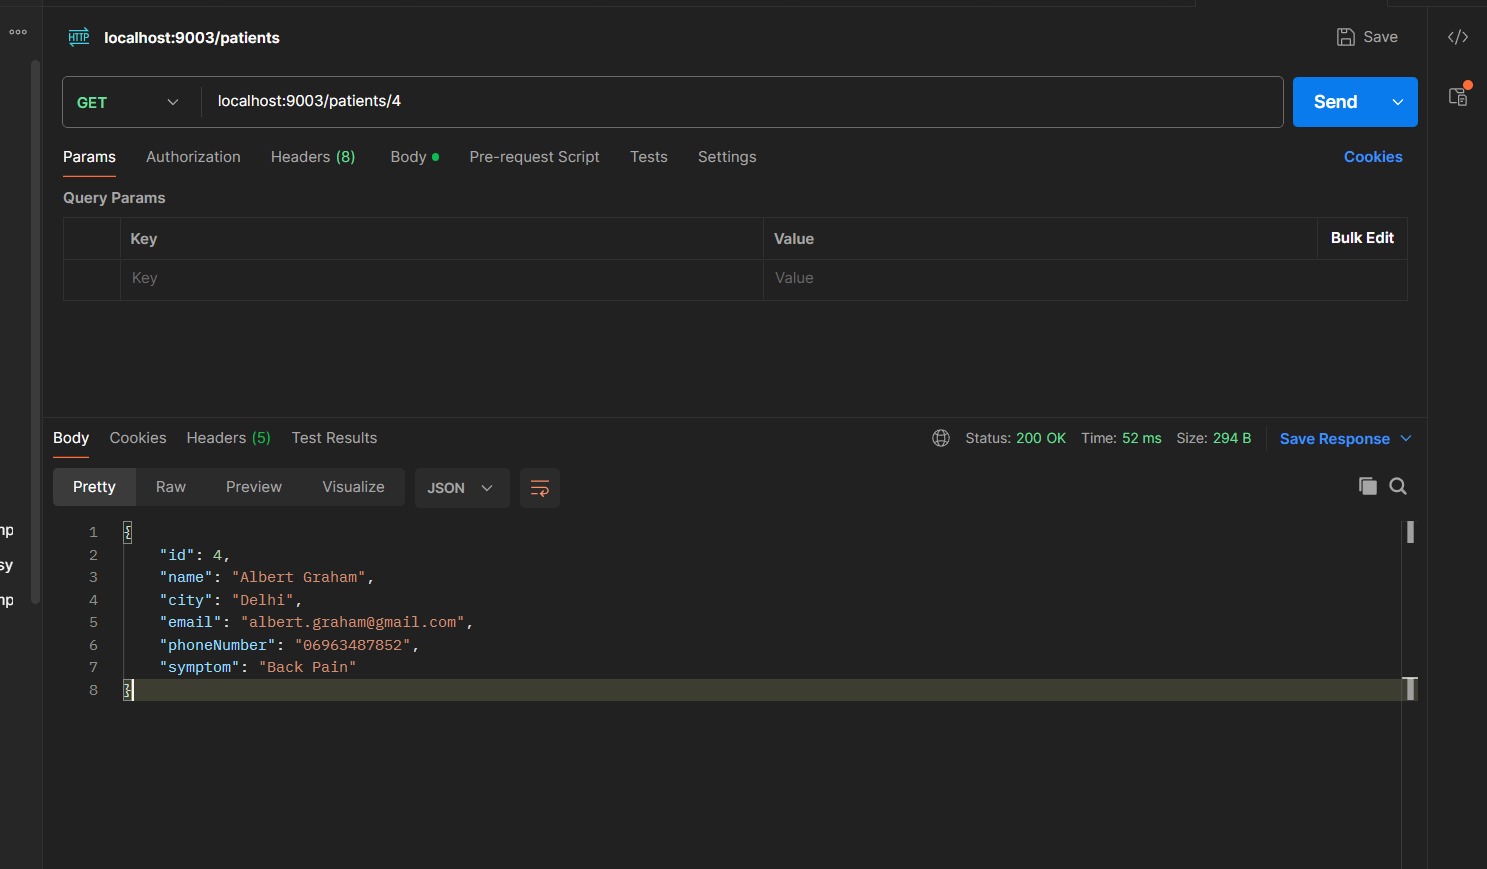 HTTP localhost:9003/patients Save
GET localhost:9003/patients/4 Send
Params Authorization Headers (8) Body Pre-request Script Tests Settings Cookies
Query Params
Key Value Bulk Edit
Key Value
Body Cookies Headers (5) Test Results Status: 200 OK Time: 52 ms Size: 294 B Save Response
Pretty Raw Preview Visualize JSON
1 {
2 "id": 4,
3 "name": "Albert Graham",
4 "city": "Delhi",
5 "email": "albert.graham@gmail.com",
6 "phoneNumber": "06963487852",
7 "symptom": "Back Pain"
8 }